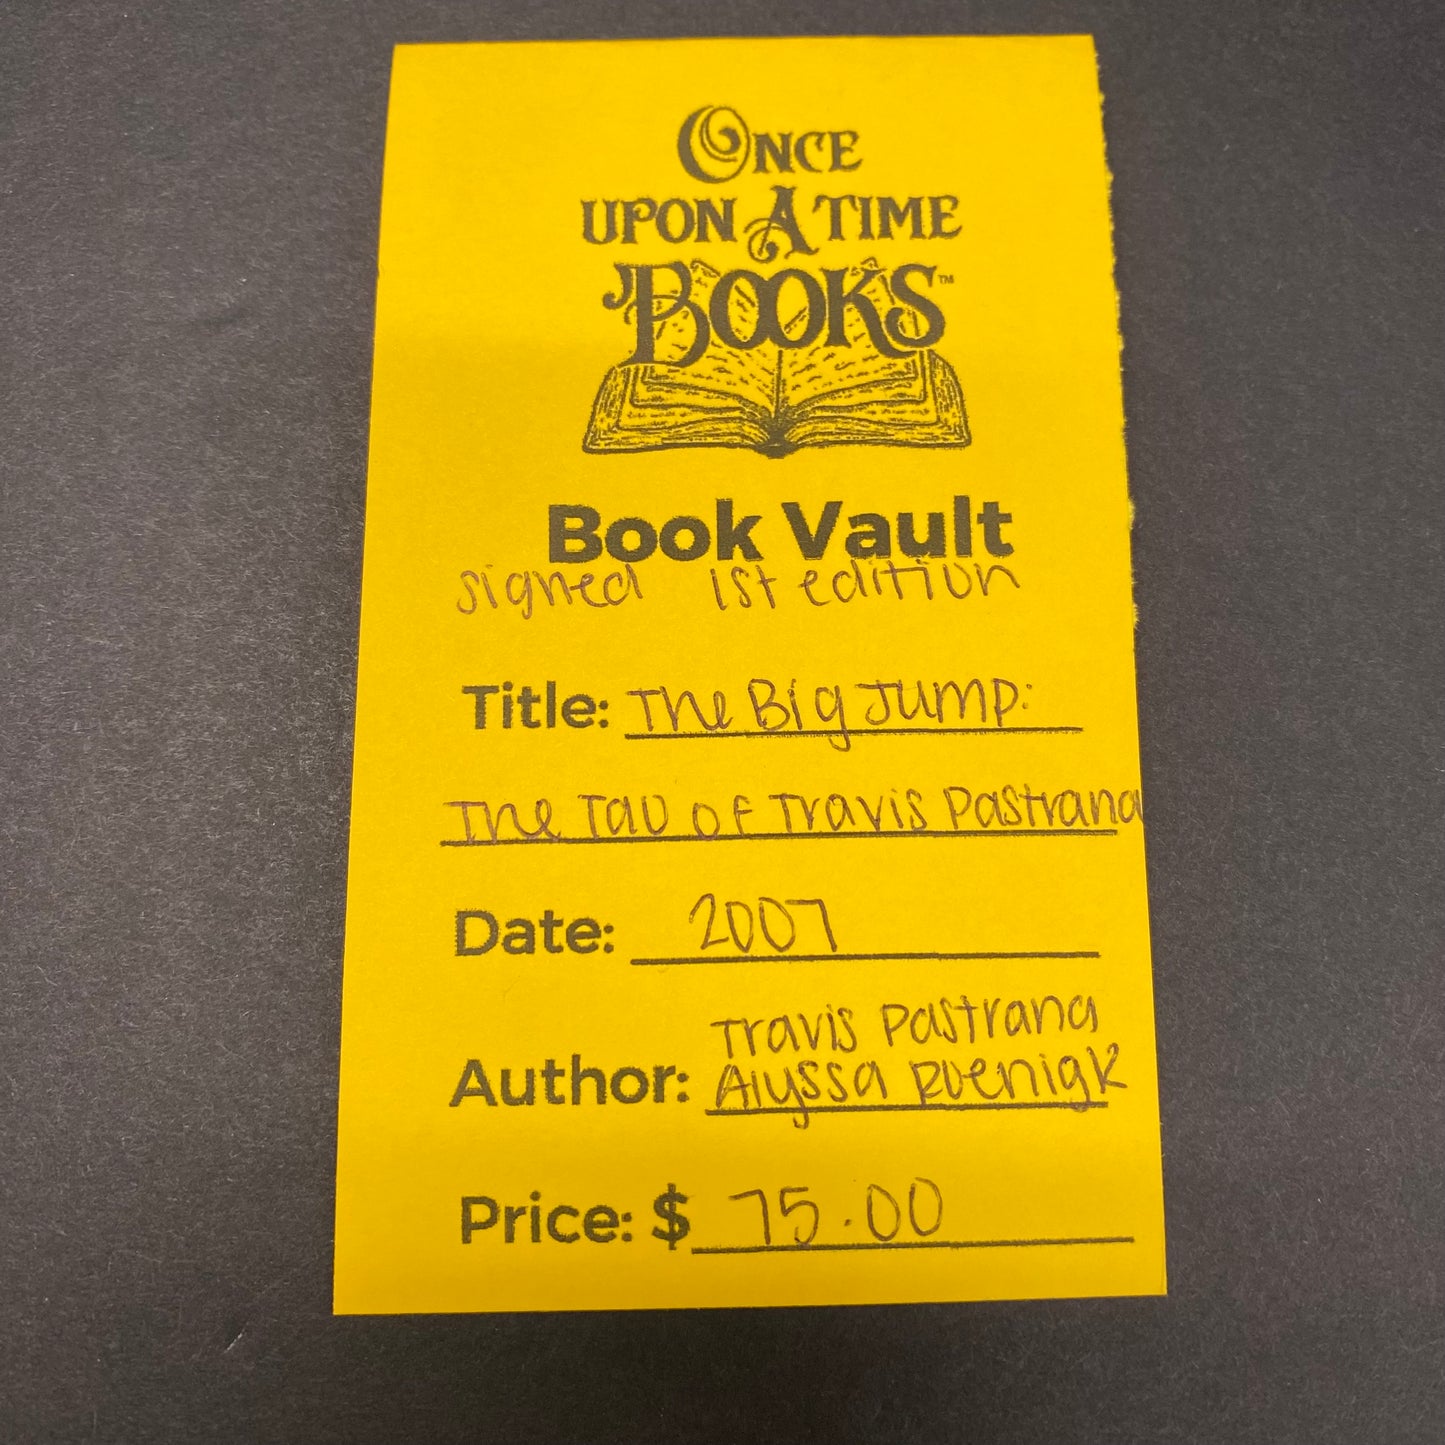 ONCE
UPON A TIME
BOOKS™
Book Vault
signed 1st edition
Title: The Big Jump:
The Tao of Travis Pastrana
Date: 2007
Travis Pastrana
Author: Alyssa Roenigk
Price: $ 75.00